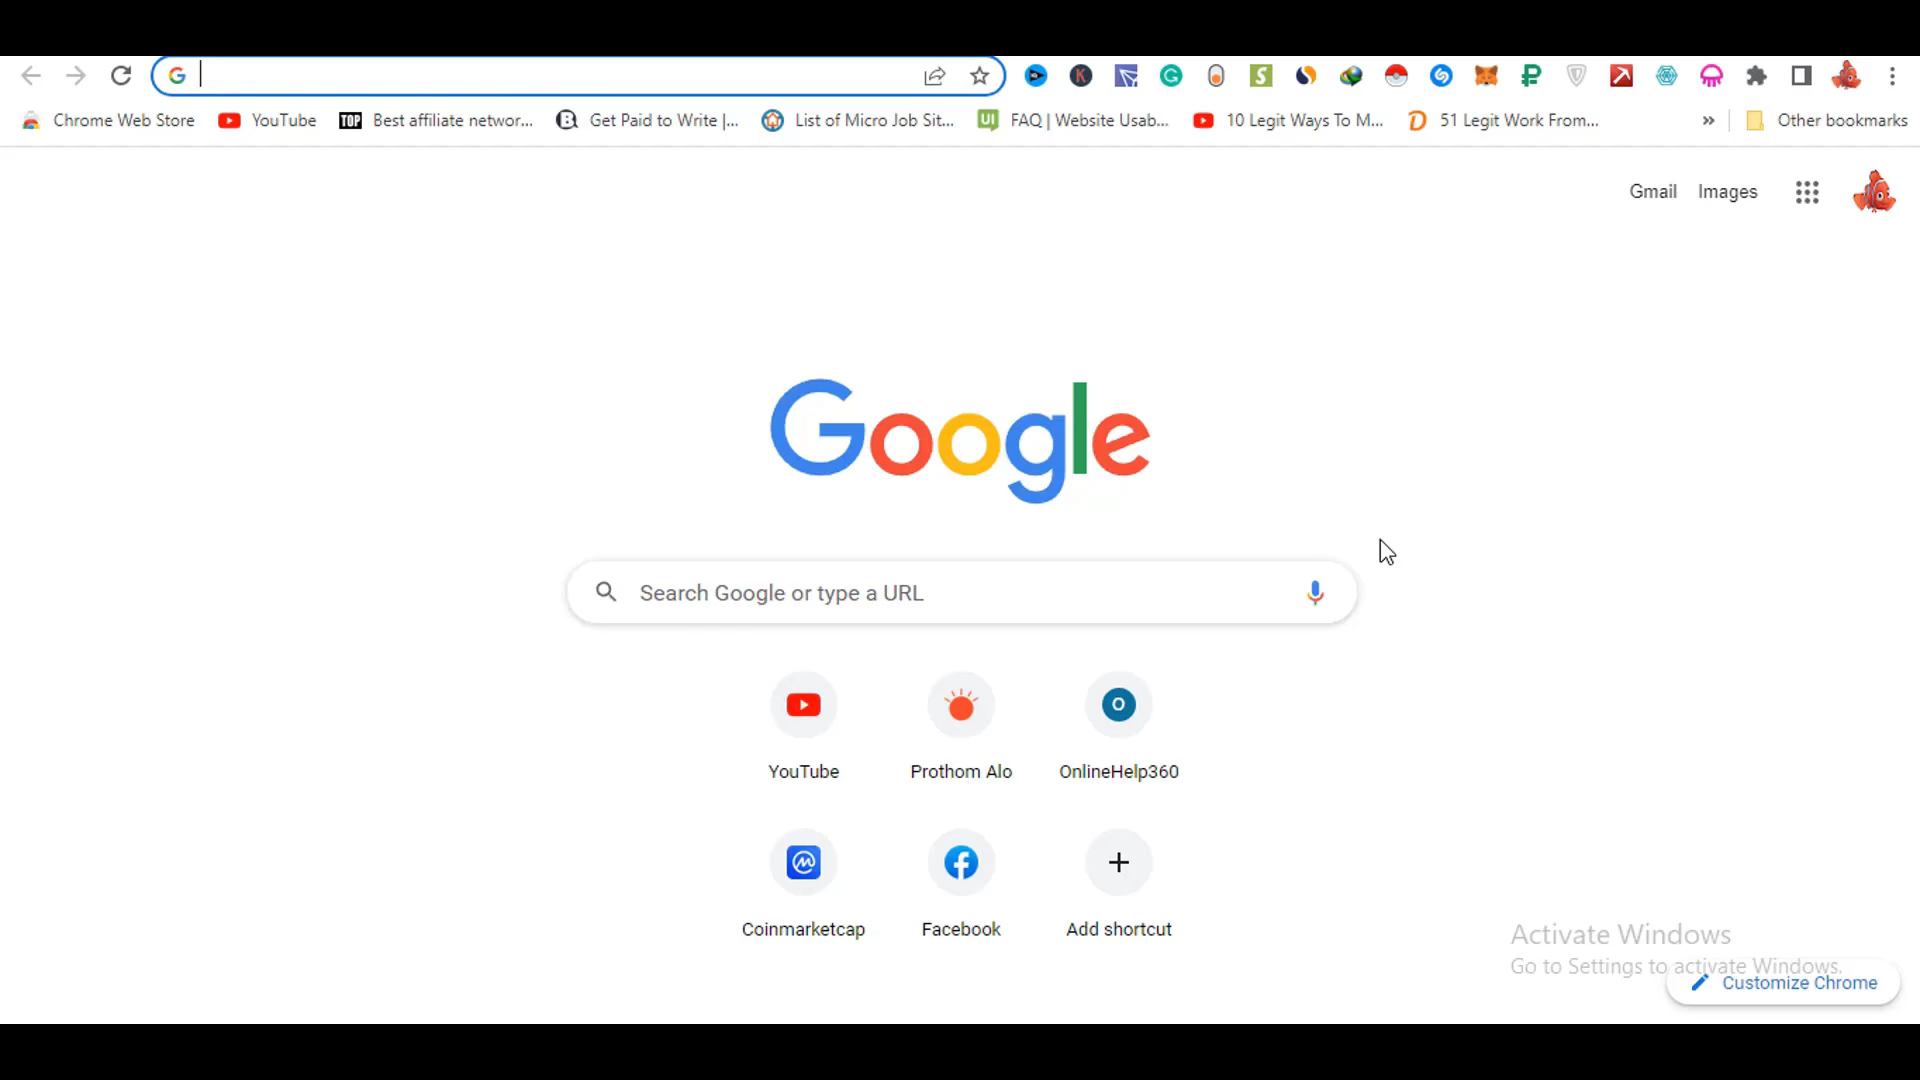 Chrome Web Store
YouTube
TOP
Best affiliate networ...
Get Paid to Write |...
List of Micro Job Sit...
UI
FAQ | Website Usab...
10 Legit Ways To M...
51 Legit Work From...
»
Other bookmarks
Gmail
Images
Google
Search Google or type a URL
YouTube
Prothom Alo
O
OnlineHelp360
Coinmarketcap
Facebook
Add shortcut
Activate Windows
Go to Settings to activate Windows.
Customize Chrome